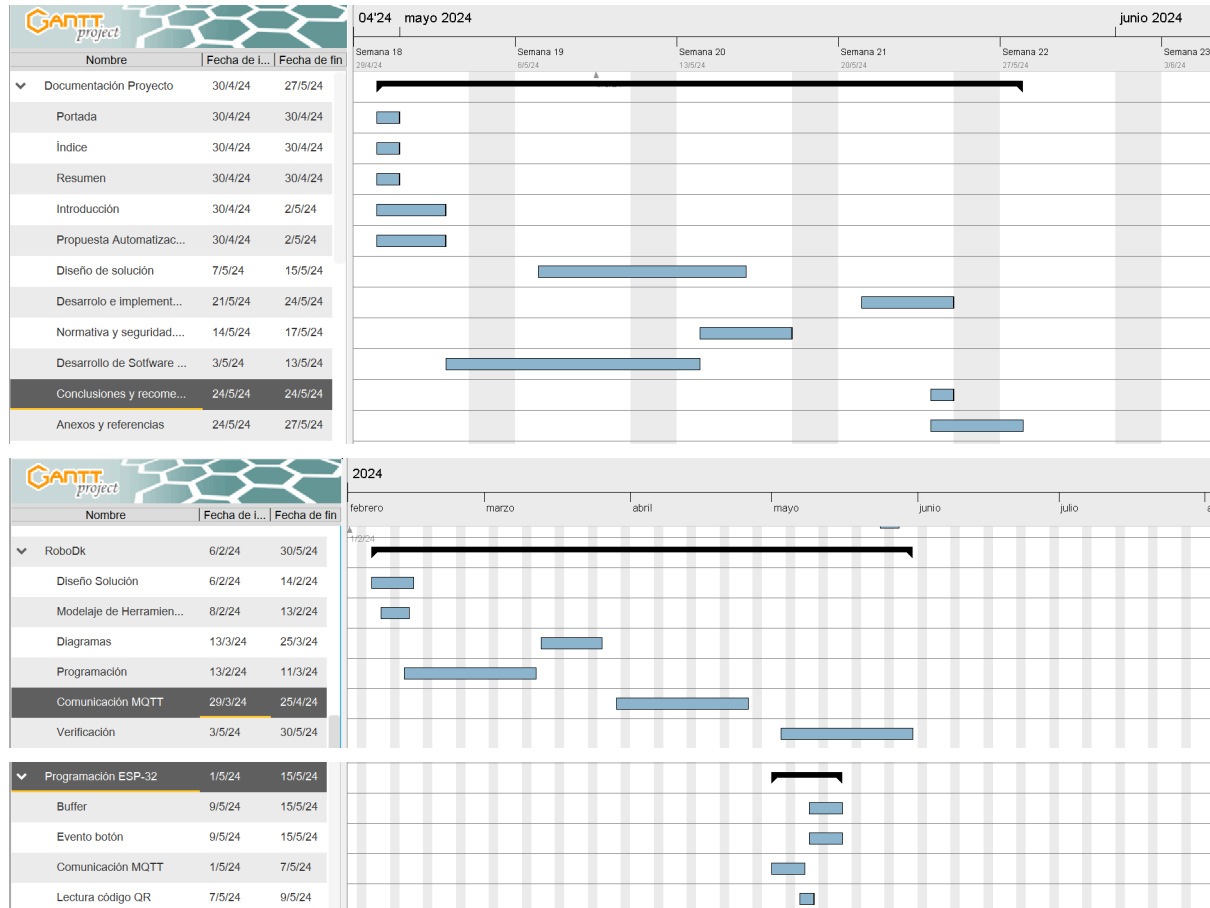 GANTT project
04'24 mayo 2024 junio 2024
Semana 18 Semana 19 Semana 20 Semana 21 Semana 22 Semana 23
29/4/24 6/5/24 13/5/24 20/5/24 27/5/24 3/6/24
Nombre Fecha de i... Fecha de fin
Documentación Proyecto 30/4/24 27/5/24
Portada 30/4/24 30/4/24
Índice 30/4/24 30/4/24
Resumen 30/4/24 30/4/24
Introducción 30/4/24 2/5/24
Propuesta Automatizac... 30/4/24 2/5/24
Diseño de solución 7/5/24 15/5/24
Desarrolo e implement... 21/5/24 24/5/24
Normativa y seguridad.... 14/5/24 17/5/24
Desarrollo de Sotfware ... 3/5/24 13/5/24
Conclusiones y recome... 24/5/24 24/5/24
Anexos y referencias 24/5/24 27/5/24
GANTT project
2024
febrero marzo abril mayo junio julio
Nombre Fecha de i... Fecha de fin
1/2/24
RoboDk 6/2/24 30/5/24
Diseño Solución 6/2/24 14/2/24
Modelaje de Herramien... 8/2/24 13/2/24
Diagramas 13/3/24 25/3/24
Programación 13/2/24 11/3/24
Comunicación MQTT 29/3/24 25/4/24
Verificación 3/5/24 30/5/24
Programación ESP-32 1/5/24 15/5/24
Buffer 9/5/24 15/5/24
Evento botón 9/5/24 15/5/24
Comunicación MQTT 1/5/24 7/5/24
Lectura código QR 7/5/24 9/5/24